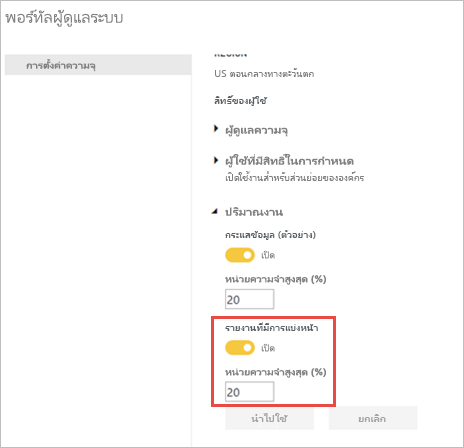 พอร์ทัลผู้ดูแลระบบ
การตั้งค่าความจุ
REGION
US ตอนกลางทางตะวันตก
สิทธิ์ของผู้ใช้
ผู้ดูแลความจุ
ผู้ใช้ที่มีสิทธิ์ในการกำหนด
เปิดใช้งานสำหรับส่วนย่อยขององค์กร
ปริมาณงาน
กระแสข้อมูล (ตัวอย่าง)
เปิด
หน่วยความจำสูงสุด (%)
20
รายงานที่มีการแบ่งหน้า
เปิด
หน่วยความจำสูงสุด (%)
20
นำไปใช้
ยกเลิก